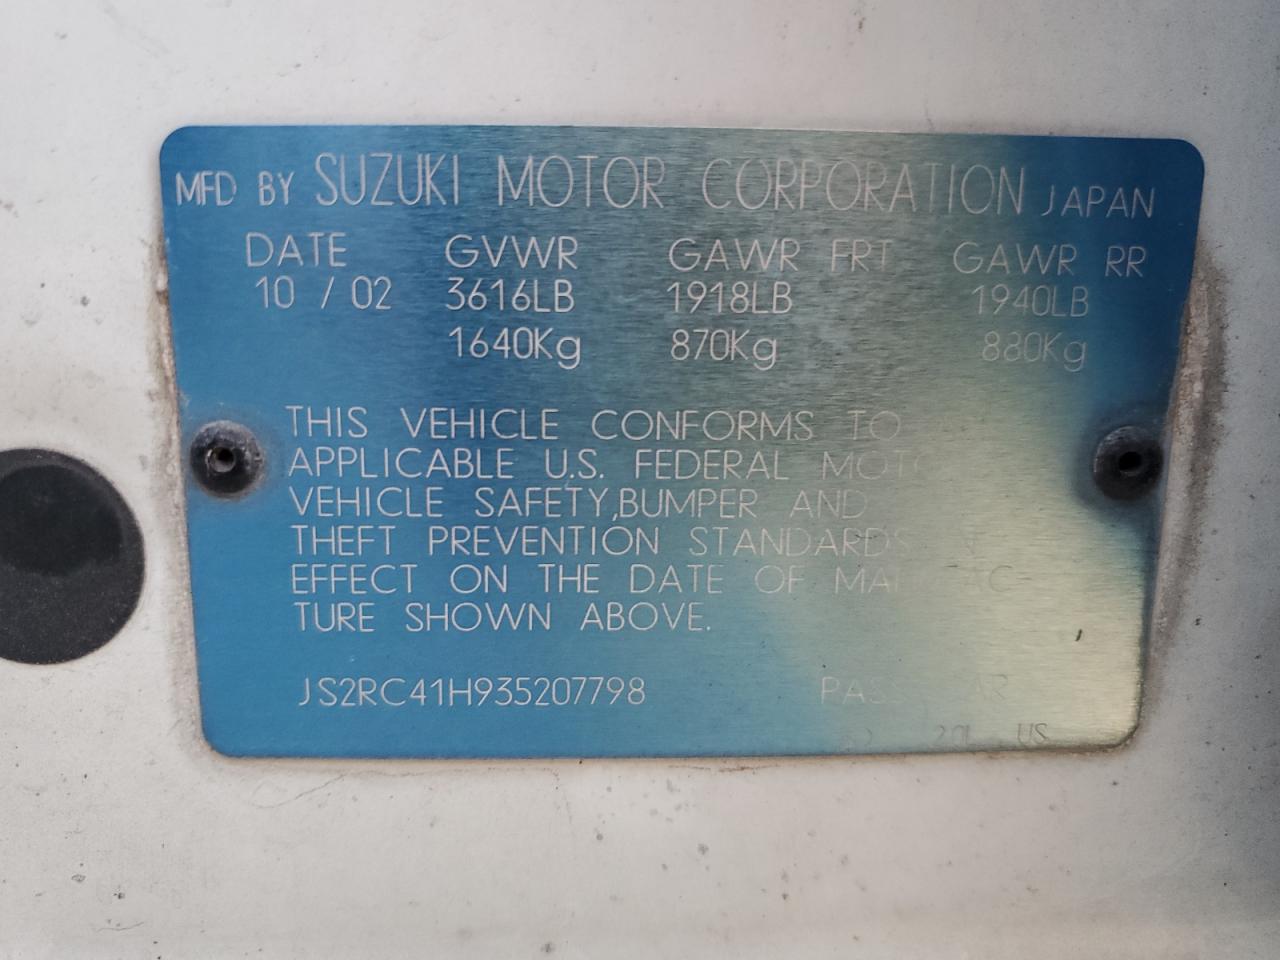 MFD BY SUZUKI MOTOR CORPORATION JAPAN
DATE GVWR GAWR FRT GAWR RR
10 / 02 3616LB 1918LB 1940LB
1640Kg 870Kg 880Kg
THIS VEHICLE CONFORMS TO
APPLICABLE U.S. FEDERAL
VEHICLE SAFETY,BUMPER AND
THEFT PREVENTION STANDARDS
EFFECT ON THE DATE OF
TURE SHOWN ABOVE.
JS2RC41H935207798
US